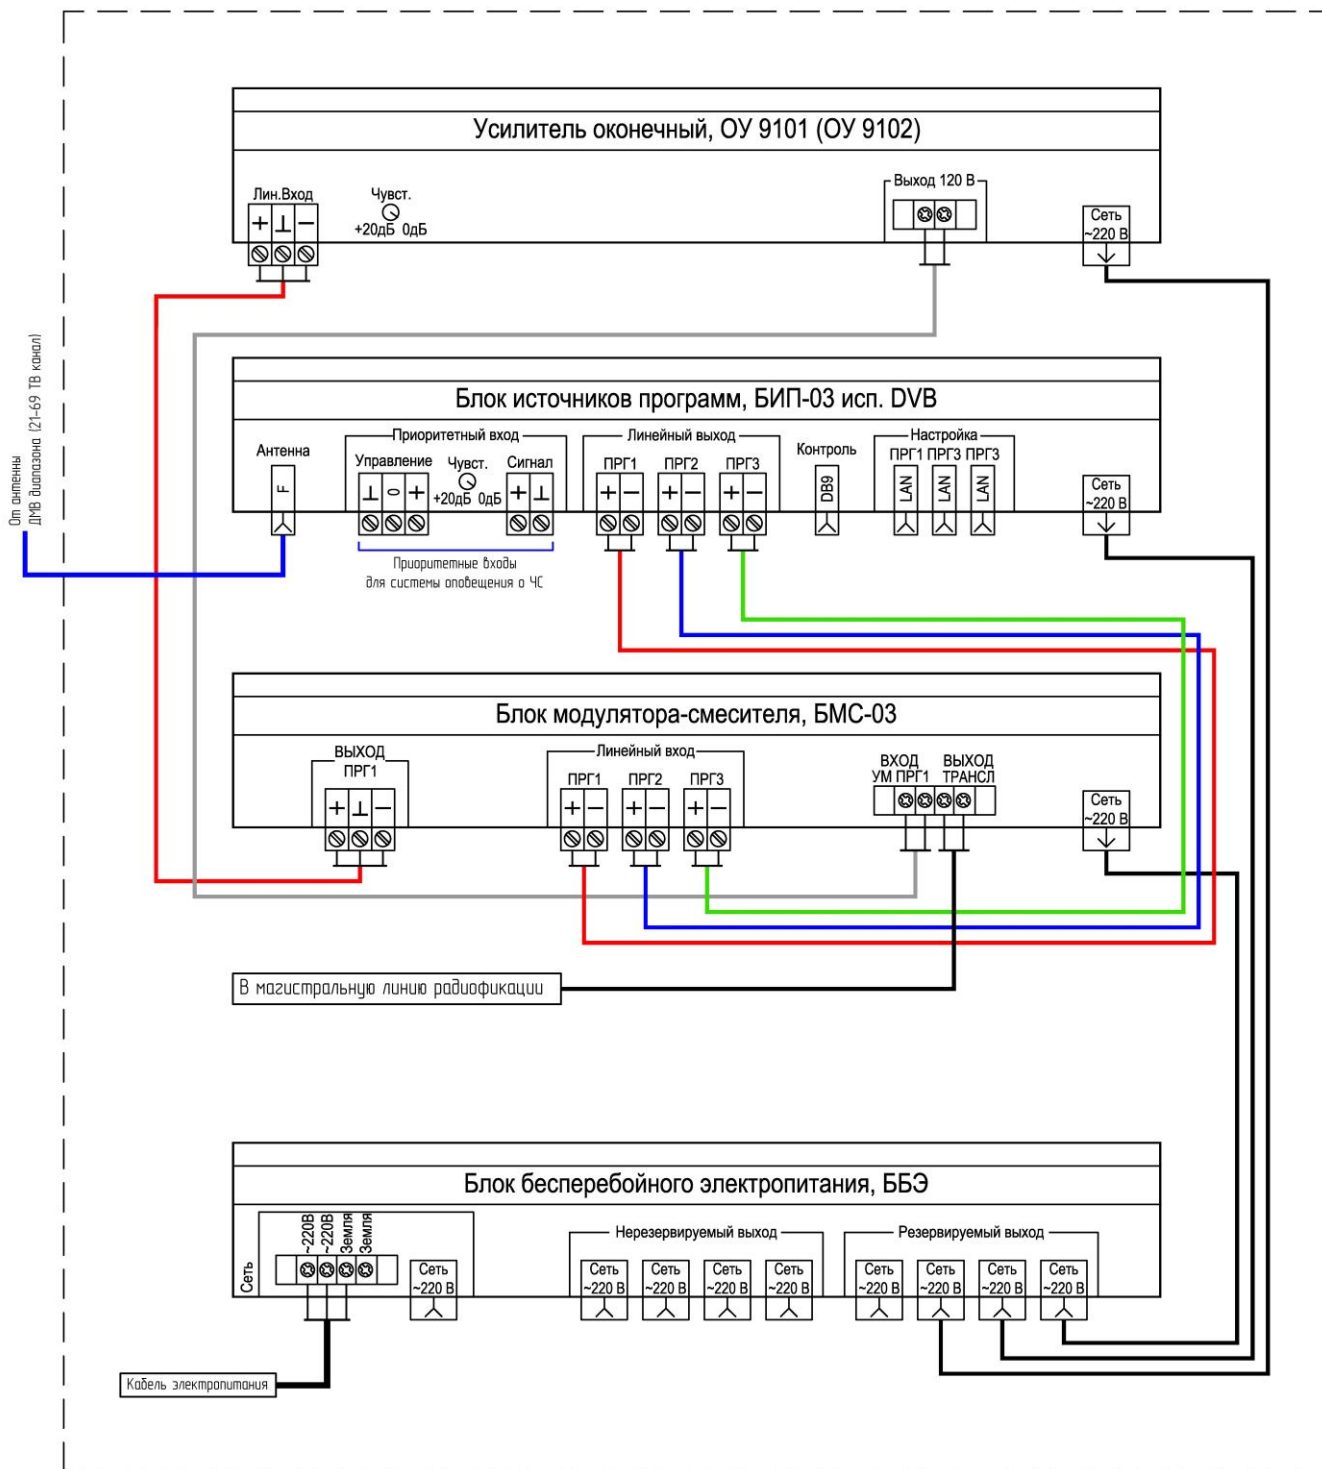 Усилитель оконечный, ОУ 9101 (ОУ 9102)
Лин.Вход
Чувст.
+20дБ 0дБ
Выход 120 В
Сеть
~220 В
+ ⊥ −
От антенны
ДМВ диапазона (21-69 ТВ канал)
Блок источников программ, БИП-03 исп. DVB
Антенна
F
Приоритетный вход
Управление
⊥ 0 +
Чувст.
+20дБ 0дБ
Сигнал
+ ⊥
Линейный выход
ПРГ1 ПРГ2 ПРГ3
+ − + − + −
Контроль
DB9
Настройка
ПРГ1 ПРГ3 ПРГ3
LAN LAN LAN
Сеть
~220 В
Приоритетные входы
для системы оповещения о ЧС
Блок модулятора-смесителя, БМС-03
ВЫХОД
ПРГ1
+ ⊥ −
Линейный вход
ПРГ1 ПРГ2 ПРГ3
+ − + − + −
ВХОД ВЫХОД
УМ ПРГ1 ТРАНСЛ
Сеть
~220 В
В магистральную линию радиофикации
Блок бесперебойного электропитания, ББЭ
Сеть
~220В
~220В
Земля
Земля
Сеть
~220 В
Нерезервируемый выход
Сеть Сеть Сеть Сеть
~220 В ~220 В ~220 В ~220 В
Резервируемый выход
Сеть Сеть Сеть Сеть
~220 В ~220 В ~220 В ~220 В
Кабель электропитания